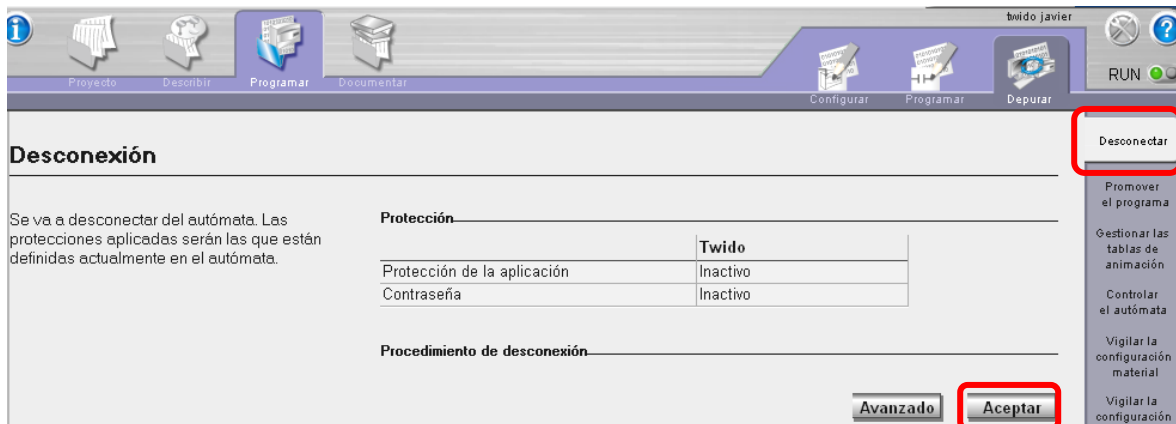 twido javier
Proyecto
Describir
Programar
Documentar
Configurar
Programar
Depurar
RUN
Desconexión
Desconectar
Se va a desconectar del autómata. Las
protecciones aplicadas serán las que están
definidas actualmente en el autómata.
Protección
Twido
Protección de la aplicación
Inactivo
Contraseña
Inactivo
Procedimiento de desconexión
Avanzado
Aceptar
Promover
el programa
Gestionar las
tablas de
animación
Controlar
el autómata
Vigilar la
configuración
material
Vigilar la
configuración